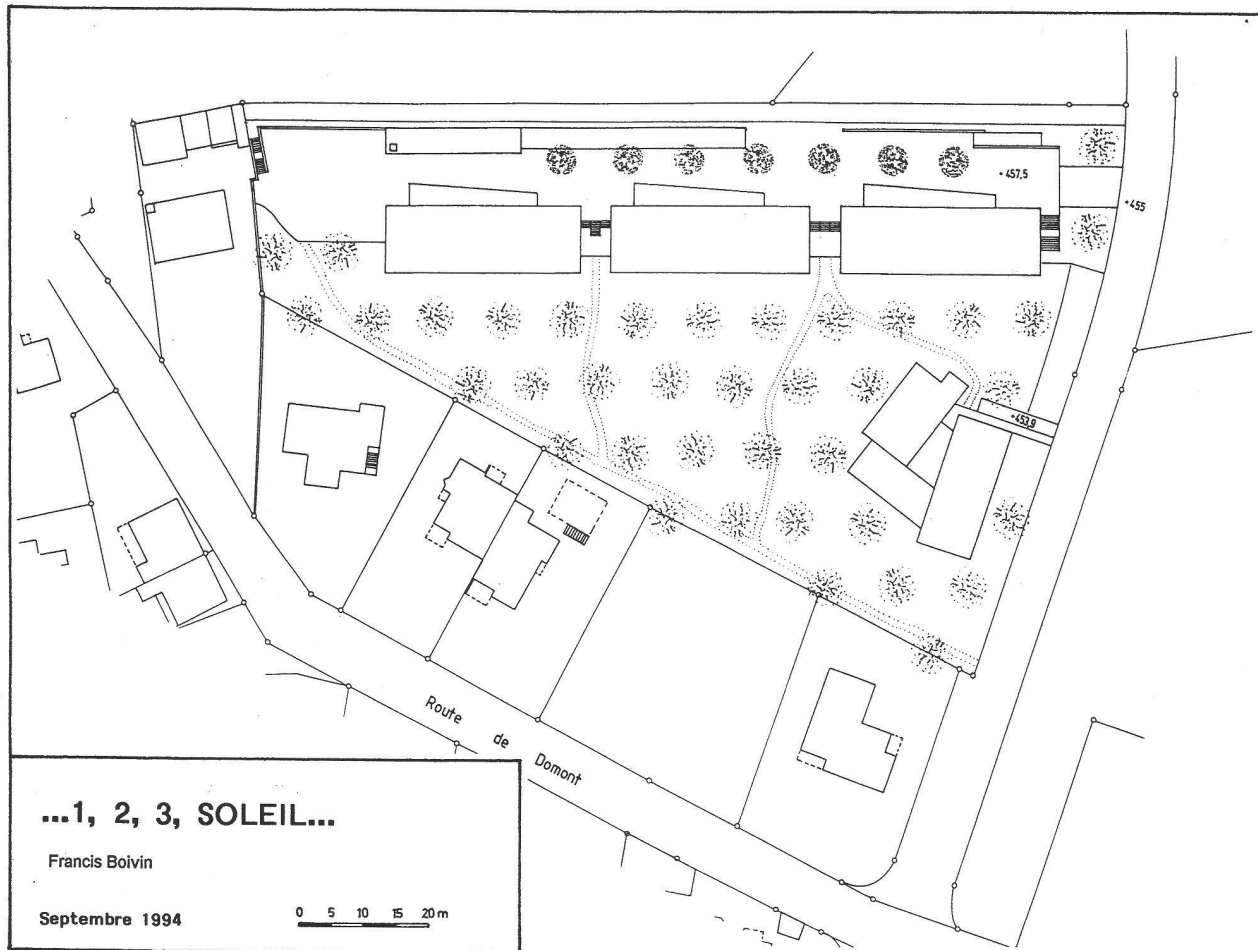 + 457,5
+455
+453,9
Route
de
Domont
...1, 2, 3, SOLEIL...
Francis Boivin
Septembre 1994
0 5 10 15 20 m